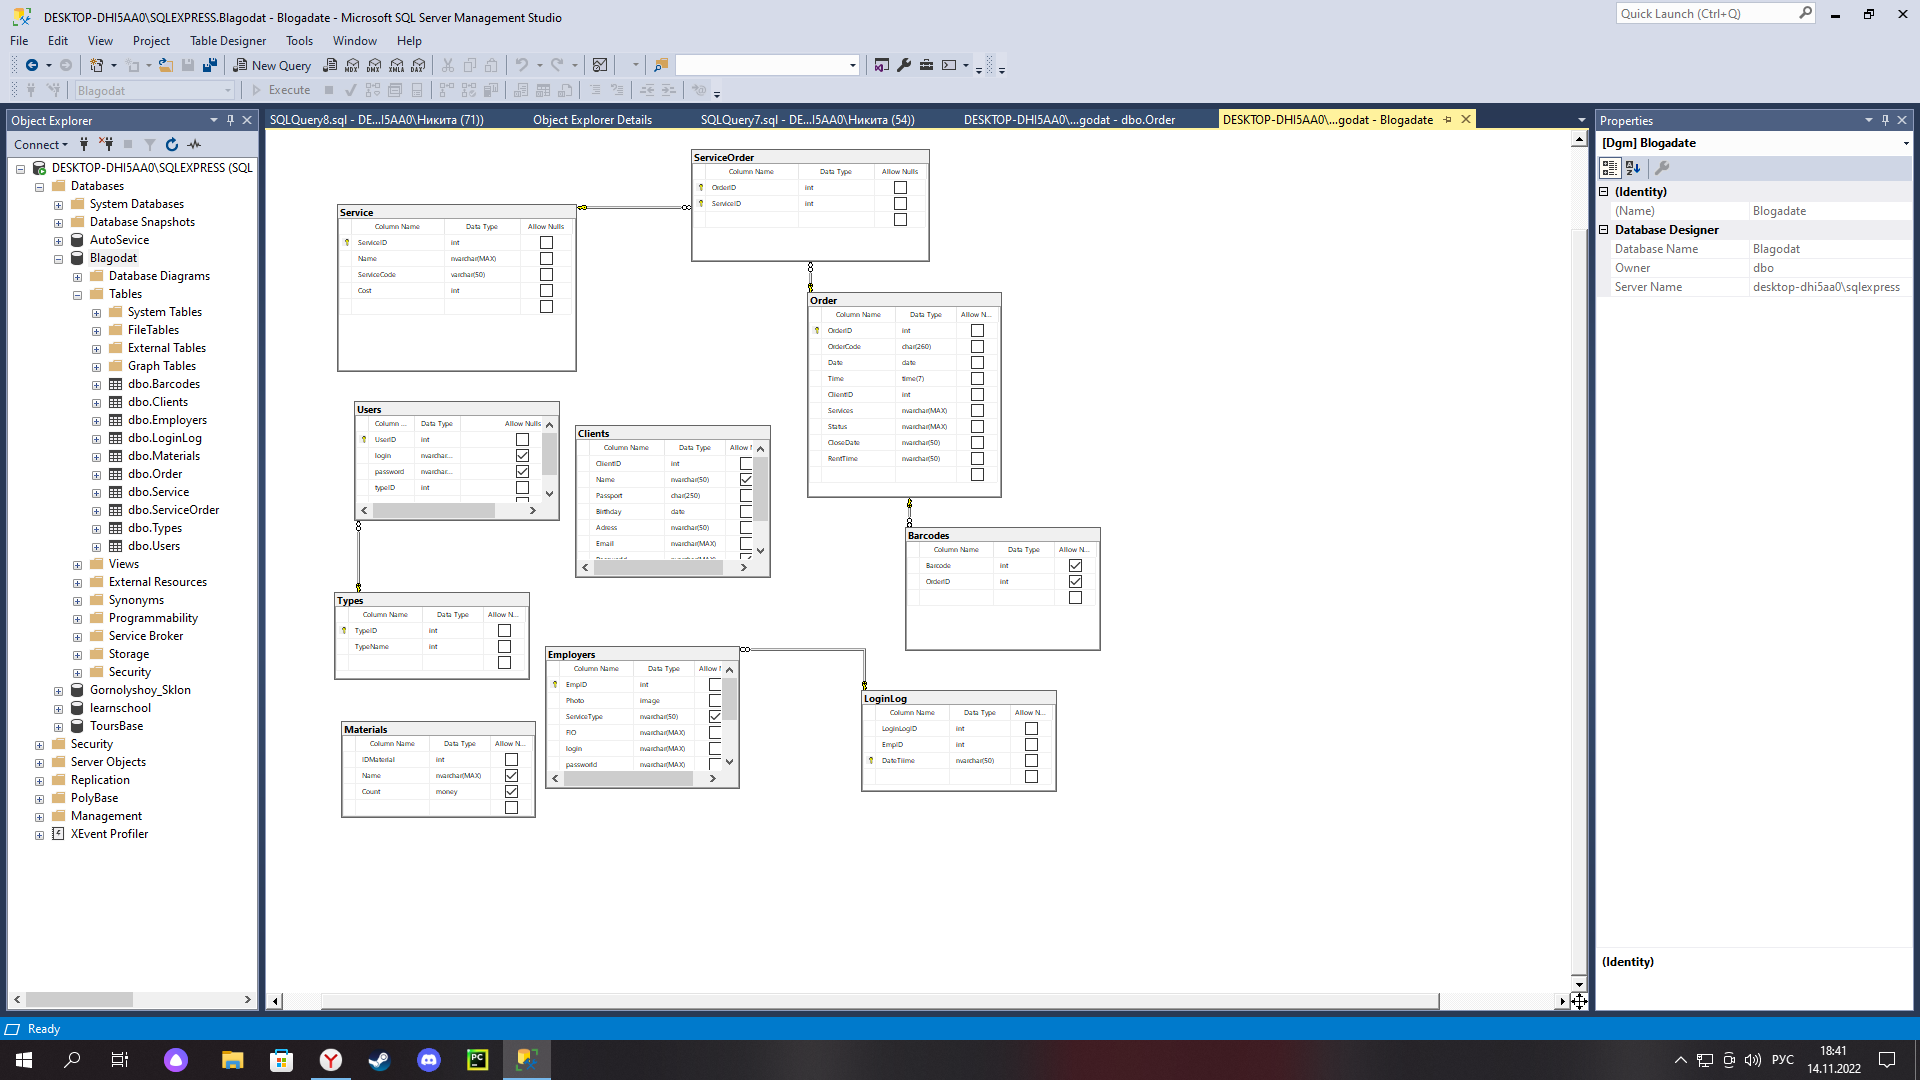 DESKTOP-DHI5AA0\SQLEXPRESS.Blagodat - Blogadate - Microsoft SQL Server Management Studio
Quick Launch (Ctrl+Q)
File Edit View Project Table Designer Tools Window Help
New Query
MDX DMX XMLA DAX
Blagodat
Execute
Object Explorer
Connect
DESKTOP-DHI5AA0\SQLEXPRESS (SQL
Databases
System Databases
Database Snapshots
AutoSevice
Blagodat
Database Diagrams
Tables
System Tables
FileTables
External Tables
Graph Tables
dbo.Barcodes
dbo.Clients
dbo.Employers
dbo.LoginLog
dbo.Materials
dbo.Order
dbo.Service
dbo.ServiceOrder
dbo.Types
dbo.Users
Views
External Resources
Synonyms
Programmability
Service Broker
Storage
Security
Gornolyshoy_Sklon
learnschool
ToursBase
Security
Server Objects
Replication
PolyBase
Management
XEvent Profiler
SQLQuery8.sql - DE...I5AA0\Никита (71))
Object Explorer Details
SQLQuery7.sql - DE...I5AA0\Никита (54))
DESKTOP-DHI5AA0\...godat - dbo.Order
DESKTOP-DHI5AA0\...godat - Blogadate
ServiceOrder
Column Name Data Type Allow Nulls
OrderID int
ServiceID int
Service
Column Name Data Type Allow Nulls
ServiceID int
Name nvarchar(MAX)
ServiceCode varchar(50)
Cost int
Order
Column Name Data Type Allow N...
OrderID int
OrderCode char(260)
Date date
Time time(7)
ClientID int
Services nvarchar(MAX)
Status nvarchar(MAX)
CloseDate nvarchar(50)
RentTime nvarchar(50)
Users
Column ... Data Type Allow Nulls
UserID int
login nvarchar...
password nvarchar...
typeID int
Clients
Column Name Data Type Allow
ClientID int
Name nvarchar(50)
Passport char(250)
Birthday date
Adress nvarchar(50)
Email nvarchar(MAX)
Barcodes
Column Name Data Type Allow N...
Barcode int
OrderID int
Types
Column Name Data Type Allow N...
TypeID int
TypeName int
Employers
Column Name Data Type Allow
EmpID int
Photo image
ServiceType nvarchar(50)
FIO nvarchar(MAX)
login nvarchar(MAX)
passworld nvarchar(MAX)
LoginLog
Column Name Data Type Allow N...
LoginLogID int
EmpID int
DateTiime nvarchar(50)
Materials
Column Name Data Type Allow N...
IDMaterial int
Name nvarchar(MAX)
Count money
Properties
[Dgm] Blogadate
(Identity)
(Name) Blogadate
Database Designer
Database Name Blagodat
Owner dbo
Server Name desktop-dhi5aa0\sqlexpress
(Identity)
Ready
PC
РУС
18:41
14.11.2022